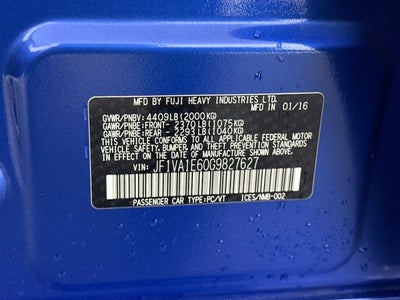 MFD BY FUJI HEAVY INDUSTRIES LTD.
MFD IN 01/16
GVWR/PNBV: 4409LB(2000KG)
GAWR/PNBE:FRONT- 2370LB(1075KG)
GAWR/PNBE:REAR - 2293LB(1040KG)
THIS VEHICLE CONFORMS TO ALL
APPLICABLE FEDERAL MOTOR VEHICLE
SAFETY, BUMPER, AND THEFT PREVENTION
STANDARDS IN EFFECT ON THE DATE OF
MANUFACTURE SHOWN ABOVE.
VIN: JF1VA1E60G9827627
PASSENGER CAR TYPE:PC/VT ICES/NMB-002